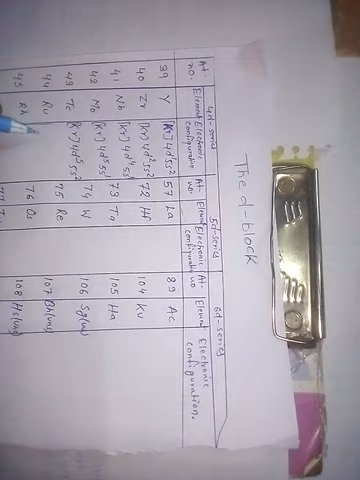 The d-block
4d-series 5d-series 6d-series
At. no. Element Electronic configuration At. no. Element Electronic configuration At. no Element Electronic configuration.
39 Y [Kr] 4d¹5s² 57 La 89 Ac
40 Zr [Kr] 4d²5s² 72 Hf 104 Ku
41 Nb [Kr] 4d⁴5s¹ 73 Ta 105 Ha
42 Mo [Kr] 4d⁵5s¹ 74 W 106 Sg
43 Tc [Kr] 4d⁵5s² 75 Re 107 Bh(uns)
44 Ru 76 Os 108 Hs(uno)
45 Rh 77